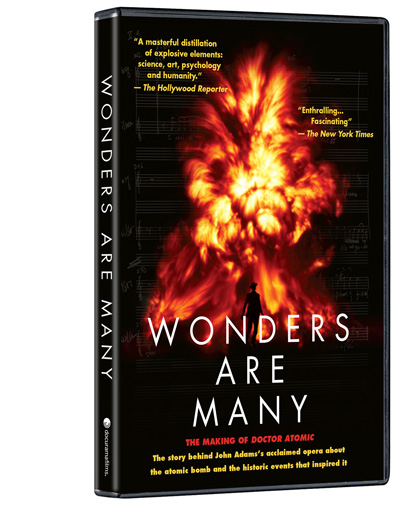 "A masterful distillation
of explosive elements:
science, art, psychology
and humanity."
— The Hollywood Reporter
"Enthralling...
Fascinating"
— The New York Times
WONDERS ARE MANY
WONDERS
ARE
MANY
THE MAKING OF DOCTOR ATOMIC
The story behind John Adams's acclaimed opera about
the atomic bomb and the historic events that inspired it
docuramafilms.